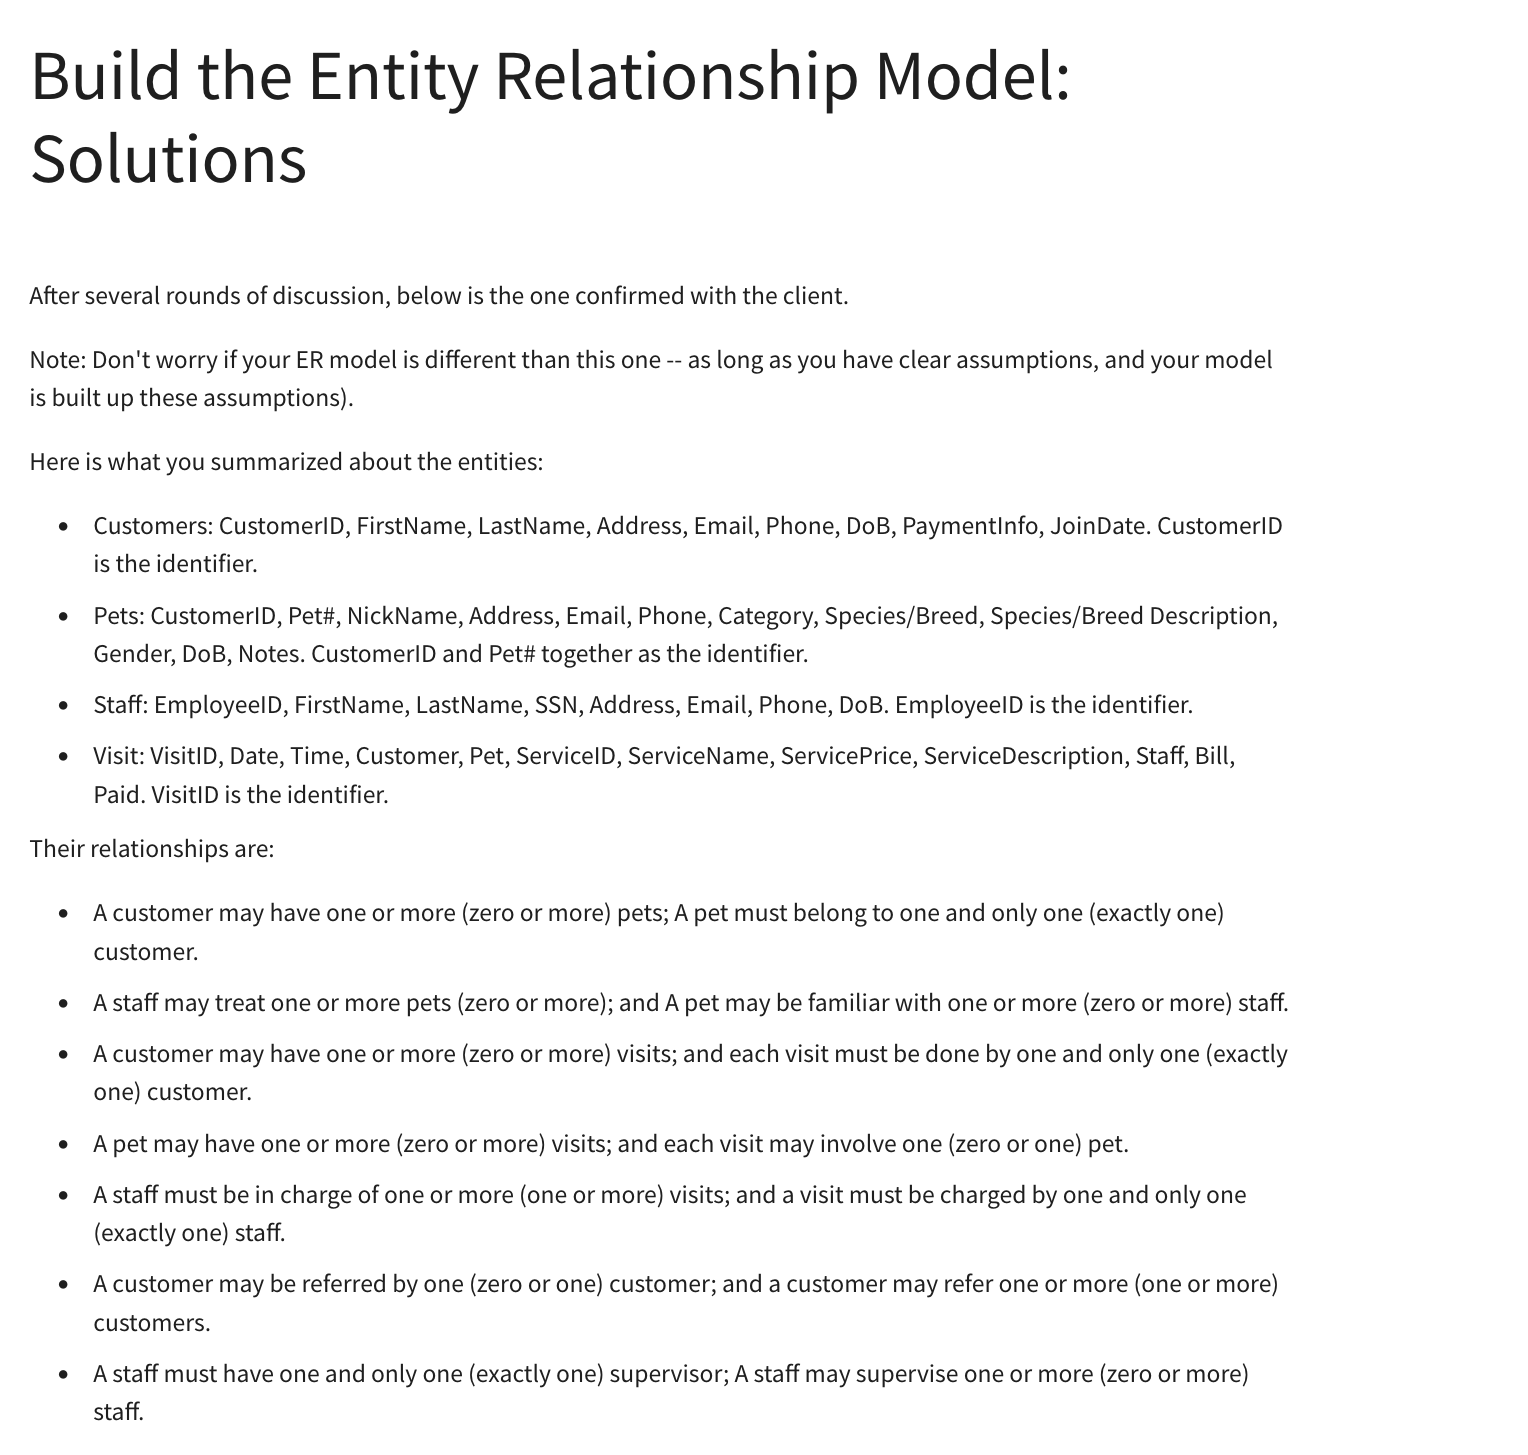 Build the Entity Relationship Model:
Solutions
After several rounds of discussion, below is the one confirmed with the client.
Note: Don't worry if your ER model is different than this one -- as long as you have clear assumptions, and your model
is built up these assumptions).
Here is what you summarized about the entities:
• Customers: CustomerID, FirstName, LastName, Address, Email, Phone, DoB, PaymentInfo, JoinDate. CustomerID
is the identifier.
• Pets: CustomerID, Pet#, NickName, Address, Email, Phone, Category, Species/Breed, Species/Breed Description,
Gender, DoB, Notes. CustomerID and Pet# together as the identifier.
• Staff: EmployeeID, FirstName, LastName, SSN, Address, Email, Phone, DoB. EmployeeID is the identifier.
• Visit: VisitID, Date, Time, Customer, Pet, ServiceID, ServiceName, ServicePrice, ServiceDescription, Staff, Bill,
Paid. VisitID is the identifier.
Their relationships are:
• A customer may have one or more (zero or more) pets; A pet must belong to one and only one (exactly one)
customer.
• A staff may treat one or more pets (zero or more); and A pet may be familiar with one or more (zero or more) staff.
• A customer may have one or more (zero or more) visits; and each visit must be done by one and only one (exactly
one) customer.
• A pet may have one or more (zero or more) visits; and each visit may involve one (zero or one) pet.
• A staff must be in charge of one or more (one or more) visits; and a visit must be charged by one and only one
(exactly one) staff.
• A customer may be referred by one (zero or one) customer; and a customer may refer one or more (one or more)
customers.
• A staff must have one and only one (exactly one) supervisor; A staff may supervise one or more (zero or more)
staff.